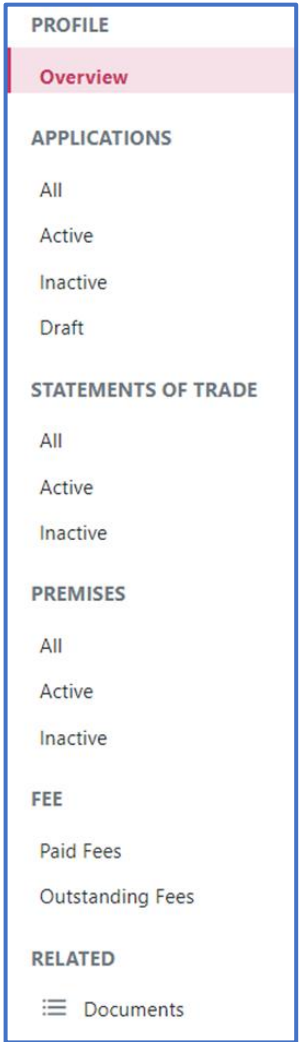 PROFILE
Overview
APPLICATIONS
All
Active
Inactive
Draft
STATEMENTS OF TRADE
All
Active
Inactive
PREMISES
All
Active
Inactive
FEE
Paid Fees
Outstanding Fees
RELATED
Documents